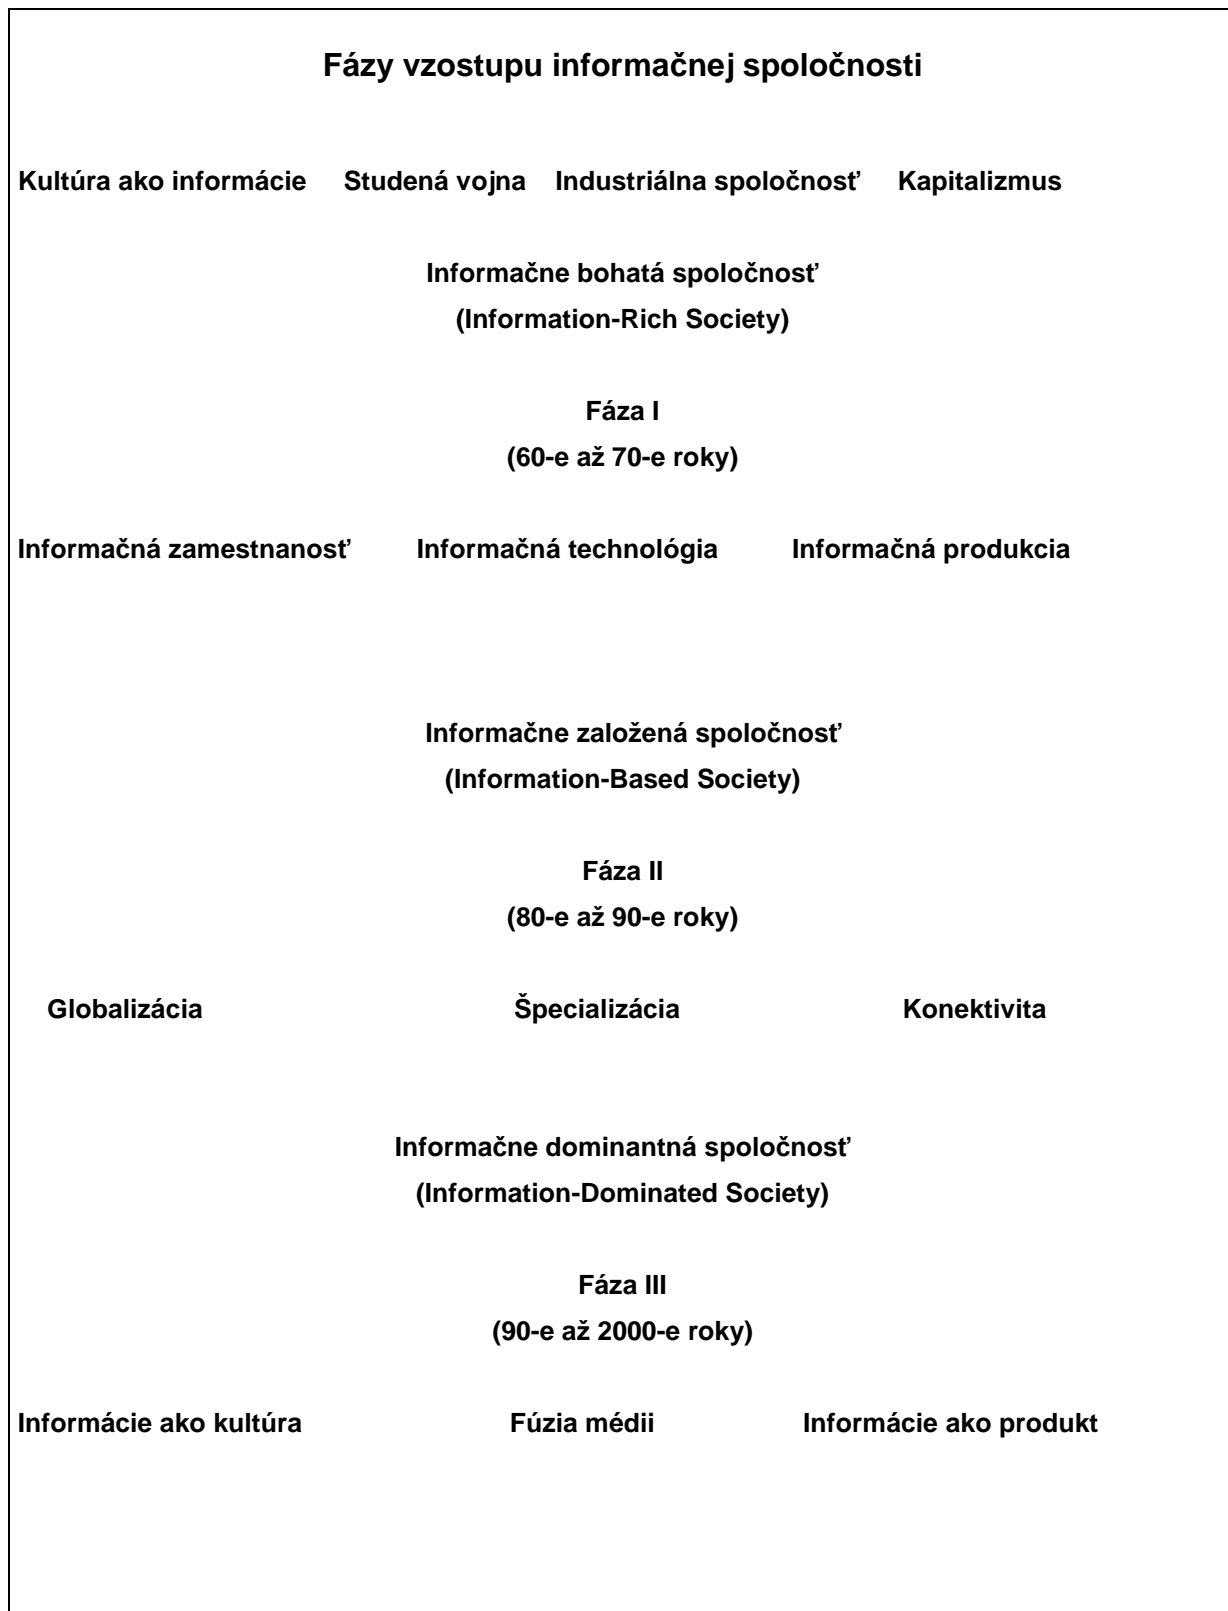 Fázy vzostupu informačnej spoločnosti
Kultúra ako informácie Studená vojna Industriálna spoločnosť Kapitalizmus
Informačne bohatá spoločnosť
(Information-Rich Society)
Fáza I
(60-e až 70-e roky)
Informačná zamestnanosť Informačná technológia Informačná produkcia
Informačne založená spoločnosť
(Information-Based Society)
Fáza II
(80-e až 90-e roky)
Globalizácia Špecializácia Konektivita
Informačne dominantná spoločnosť
(Information-Dominated Society)
Fáza III
(90-e až 2000-e roky)
Informácie ako kultúra Fúzia médii Informácie ako produkt